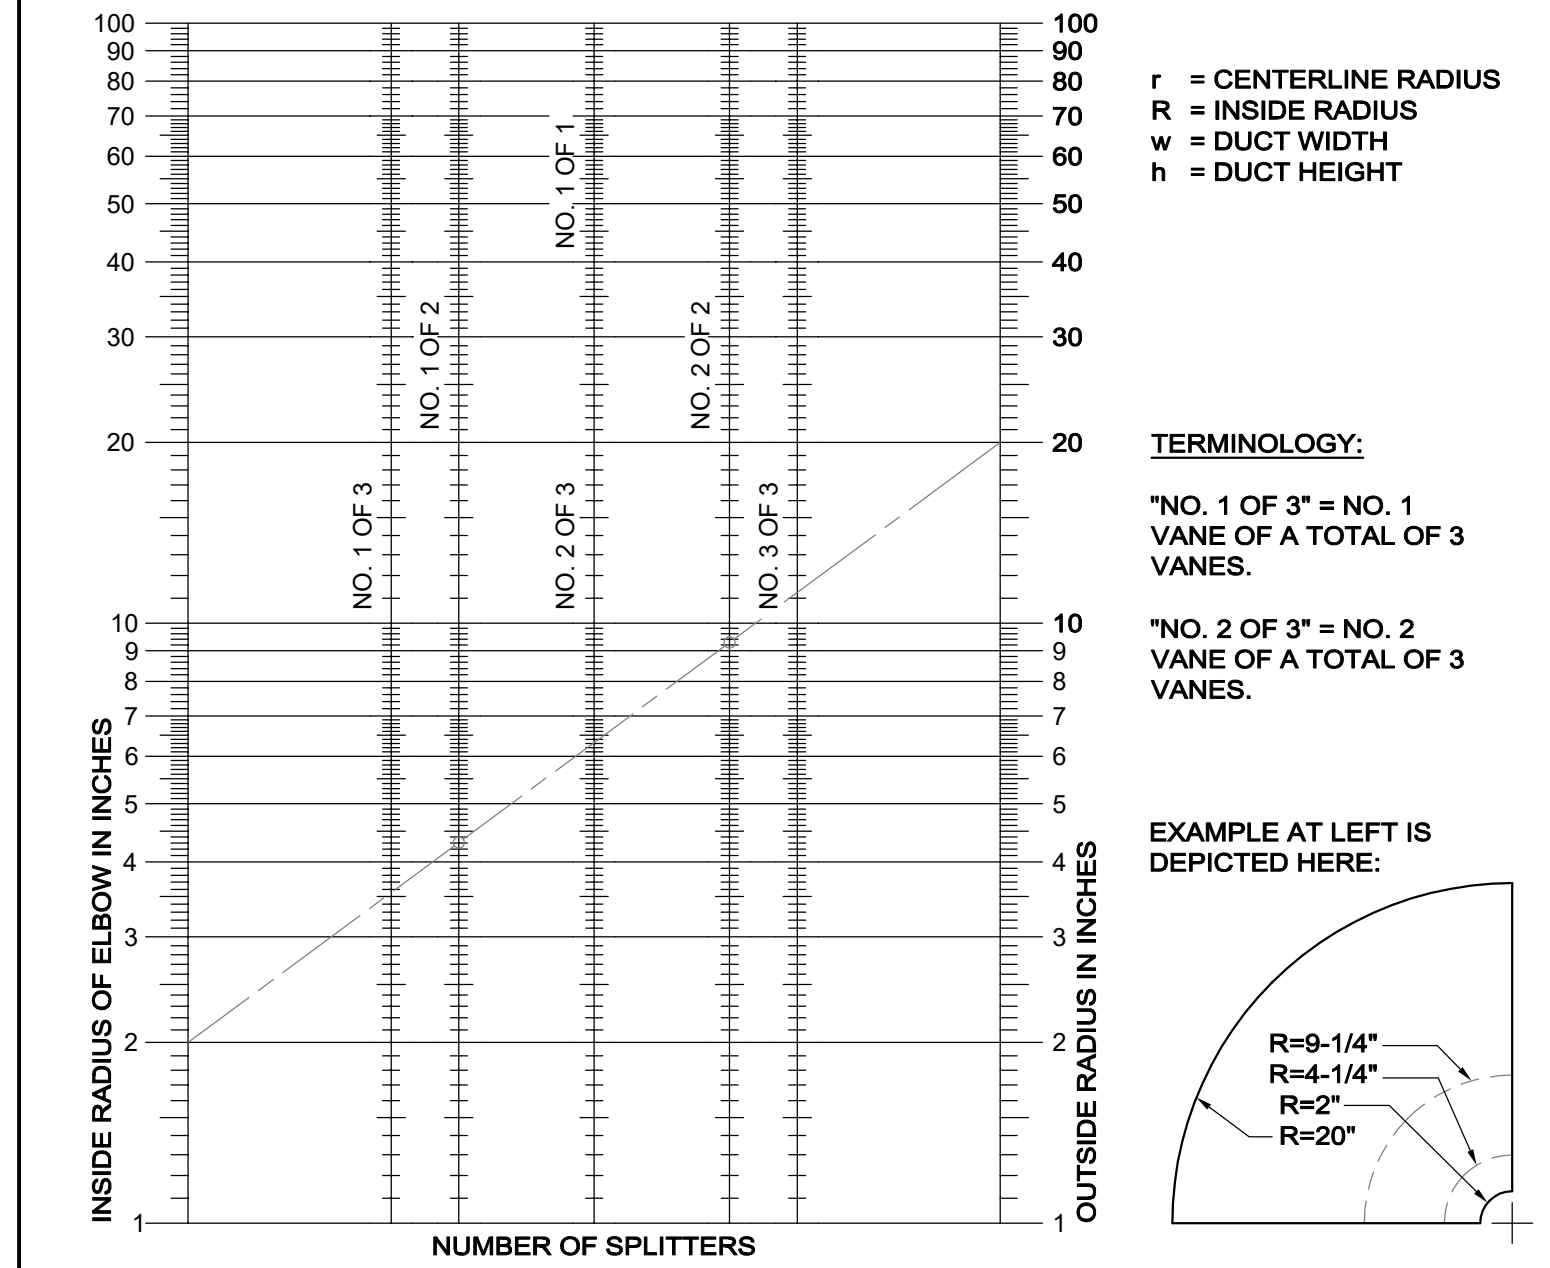 100
90
80
70
60
50
40
30
20
10
9
8
7
6
5
4
3
2
1
INSIDE RADIUS OF ELBOW IN INCHES
NO. 1 OF 3
NO. 1 OF 2
NO. 1 OF 1
NO. 2 OF 3
NO. 2 OF 2
NO. 3 OF 3
100
90
80
70
60
50
40
30
20
10
9
8
7
6
5
4
3
2
1
OUTSIDE RADIUS IN INCHES
NUMBER OF SPLITTERS
r = CENTERLINE RADIUS
R = INSIDE RADIUS
w = DUCT WIDTH
h = DUCT HEIGHT
TERMINOLOGY:
"NO. 1 OF 3" = NO. 1
VANE OF A TOTAL OF 3
VANES.
"NO. 2 OF 3" = NO. 2
VANE OF A TOTAL OF 3
VANES.
EXAMPLE AT LEFT IS
DEPICTED HERE:
R=9-1/4"
R=4-1/4"
R=2"
R=20"